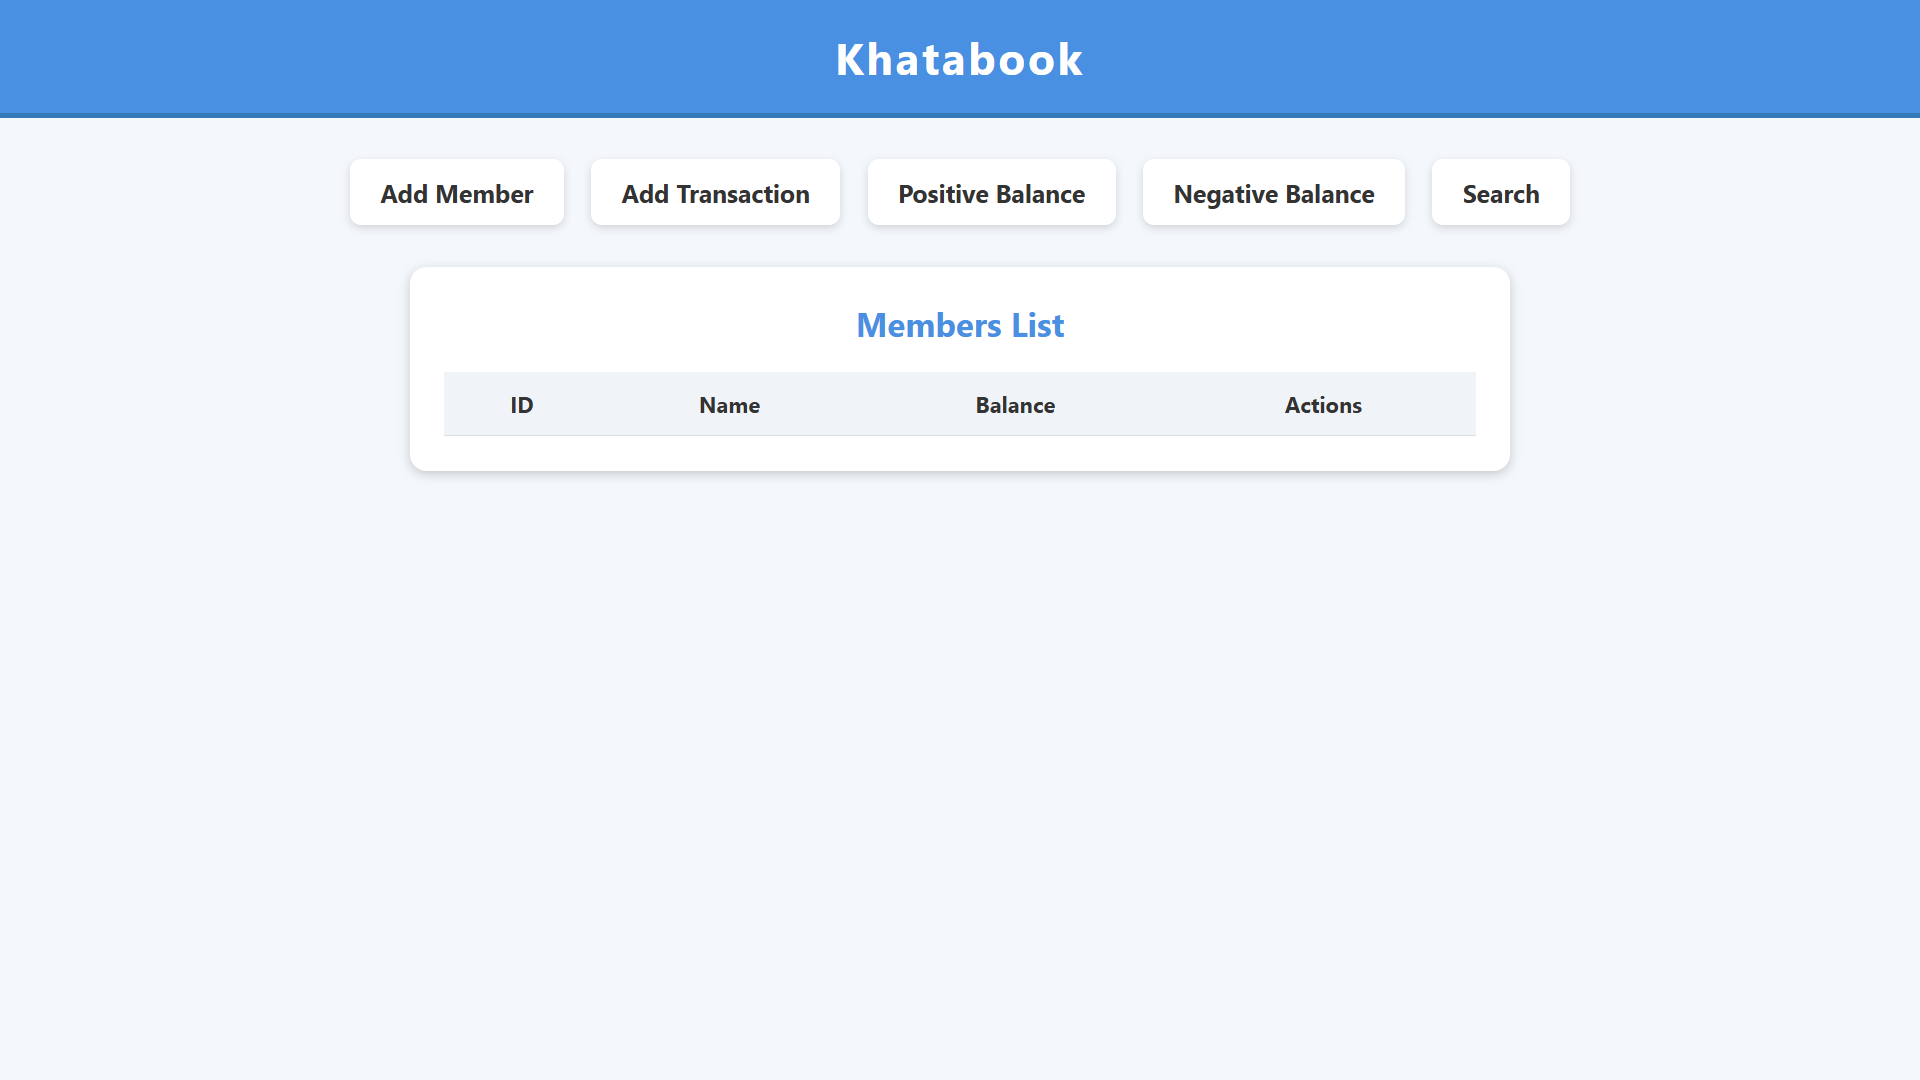 Khatabook
Add Member Add Transaction Positive Balance Negative Balance Search
Members List
ID Name Balance Actions